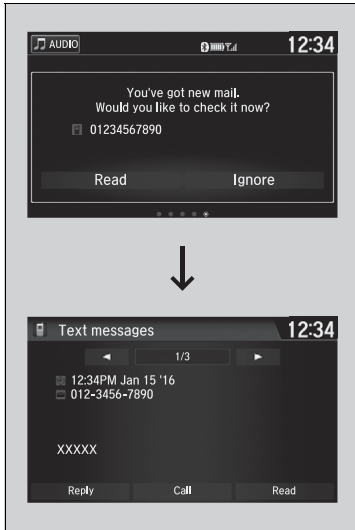 AUDIO
12:34
You've got new mail.
Would you like to check it now?
01234567890
Read
Ignore
Text messages
12:34
1/3
12:34PM Jan 15 '16
012-3456-7890
XXXXX
Reply
Call
Read